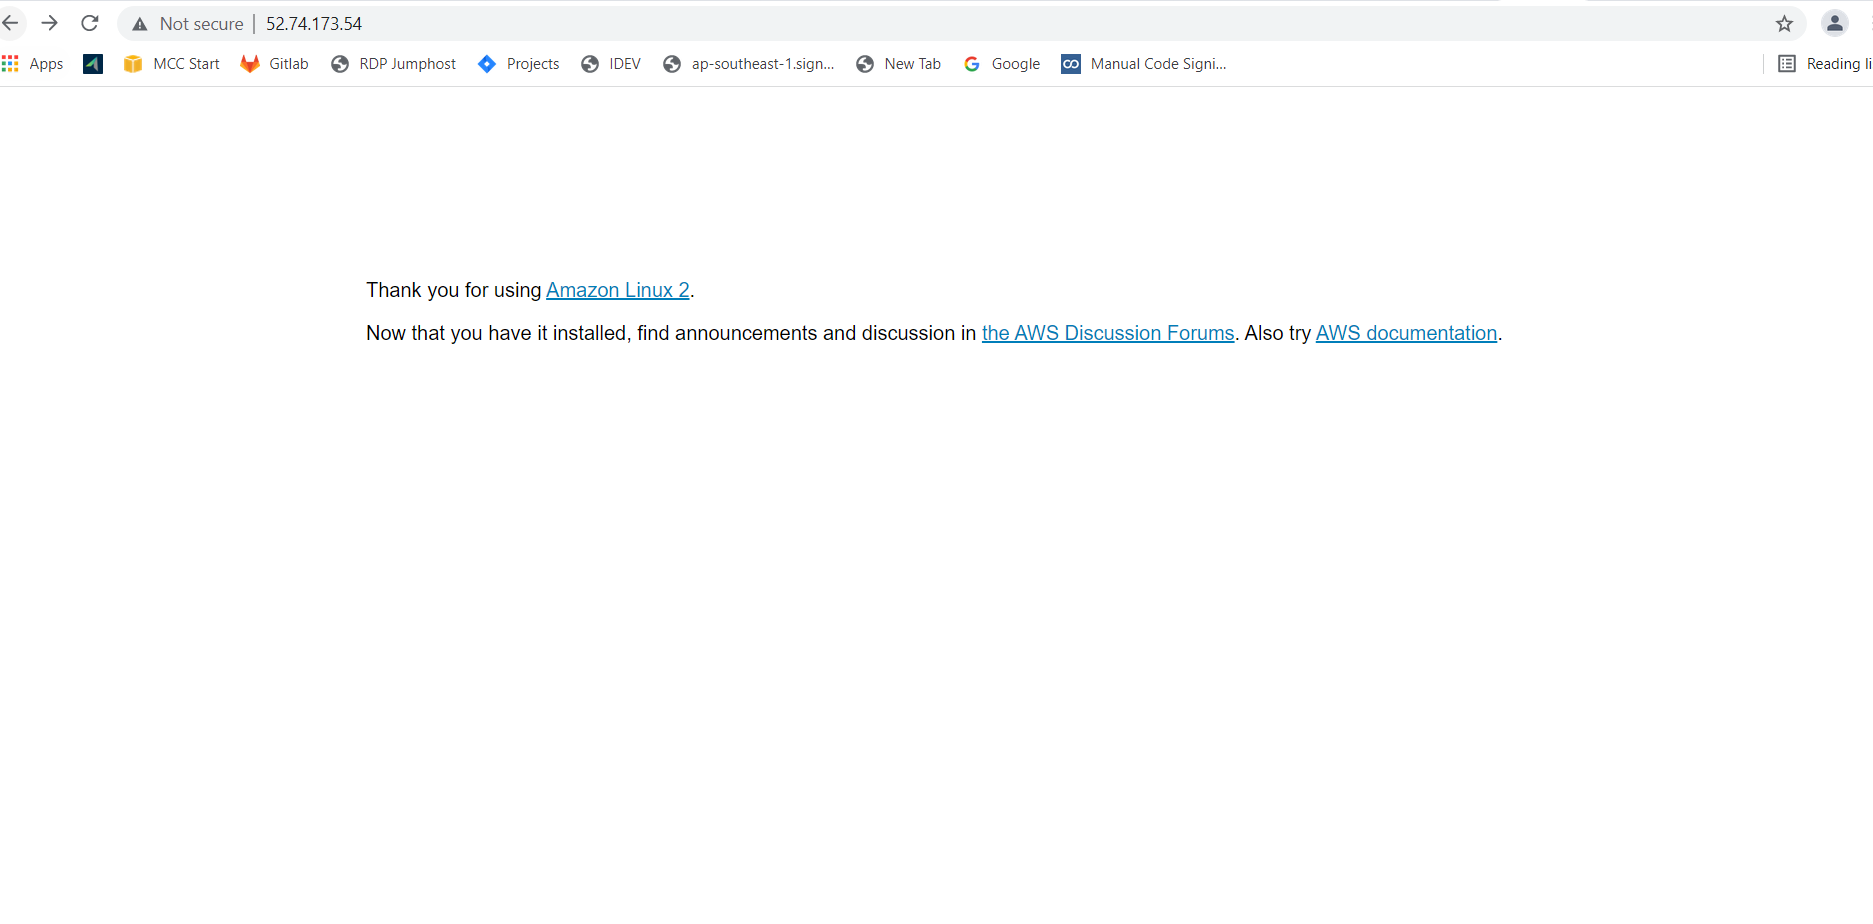 Not secure | 52.74.173.54
Apps MCC Start Gitlab RDP Jumphost Projects IDEV ap-southeast-1.sign... New Tab Google Manual Code Signi... Reading li
Thank you for using Amazon Linux 2.
Now that you have it installed, find announcements and discussion in the AWS Discussion Forums. Also try AWS documentation.